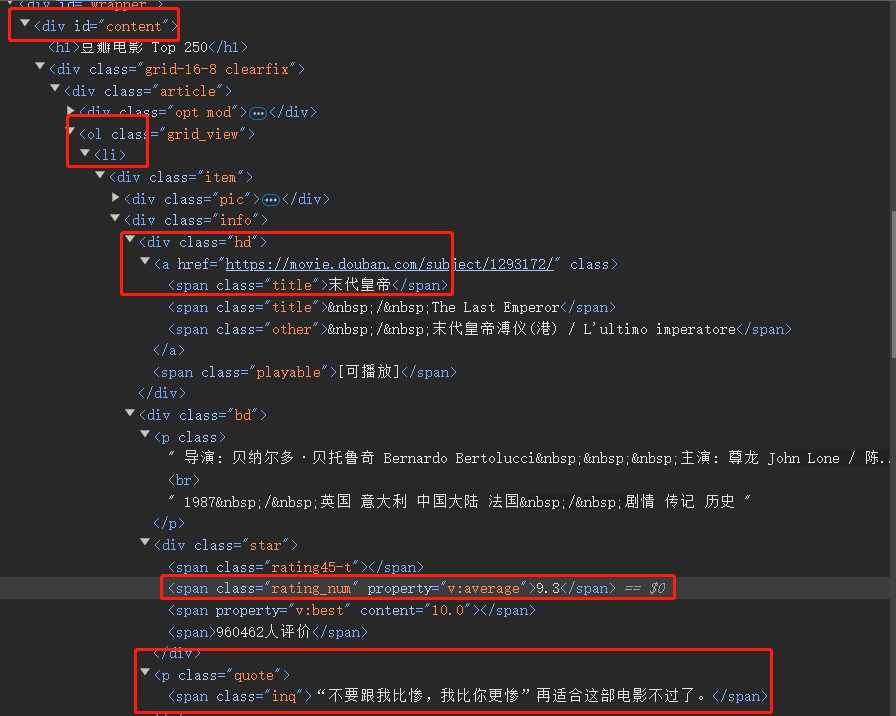 <div id="wrapper">
<div id="content">
<h1>豆瓣电影 Top 250</h1>
<div class="grid-16-8 clearfix">
<div class="article">
<div class="opt mod">…</div>
<ol class="grid_view">
<li>
<div class="item">
<div class="pic">…</div>
<div class="info">
<div class="hd">
<a href="https://movie.douban.com/subject/1293172/" class>
<span class="title">末代皇帝</span>
<span class="title">&nbsp;/&nbsp;The Last Emperor</span>
<span class="other">&nbsp;/&nbsp;末代皇帝溥仪(港) / L'ultimo imperatore</span>
</a>
<span class="playable">[可播放]</span>
</div>
<div class="bd">
<p class>
" 导演: 贝纳尔多·贝托鲁奇 Bernardo Bertolucci&nbsp;&nbsp;&nbsp;主演: 尊龙 John Lone / 陈..
<br>
" 1987&nbsp;/&nbsp;英国 意大利 中国大陆 法国&nbsp;/&nbsp;剧情 传记 历史 "
</p>
<div class="star">
<span class="rating45-t"></span>
<span class="rating_num" property="v:average">9.3</span> == $0
<span property="v:best" content="10.0"></span>
<span>960462人评价</span>
</div>
<p class="quote">
<span class="inq">“不要跟我比惨，我比你更惨”再适合这部电影不过了。</span>